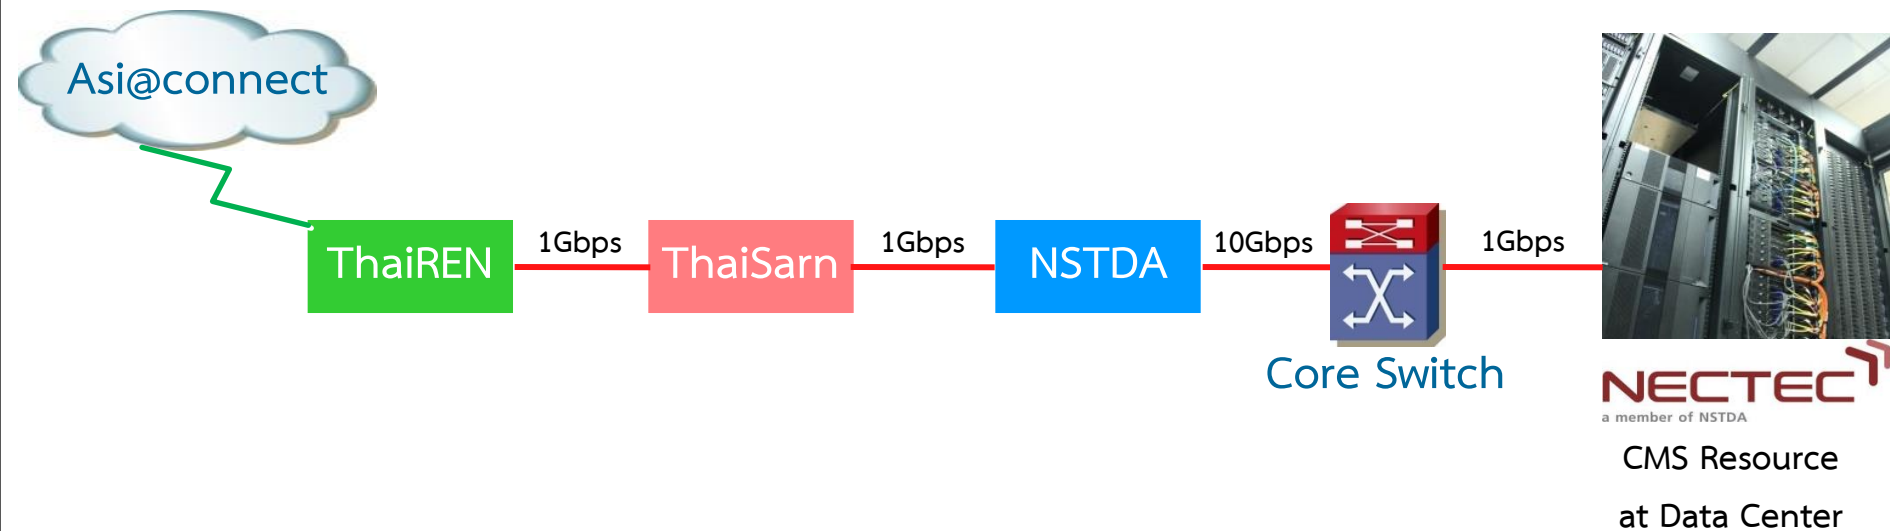 Asi@connect
ThaiREN
1Gbps
ThaiSarn
1Gbps
NSTDA
10Gbps
1Gbps
Core Switch
NECTEC
a member of NSTDA
CMS Resource
at Data Center